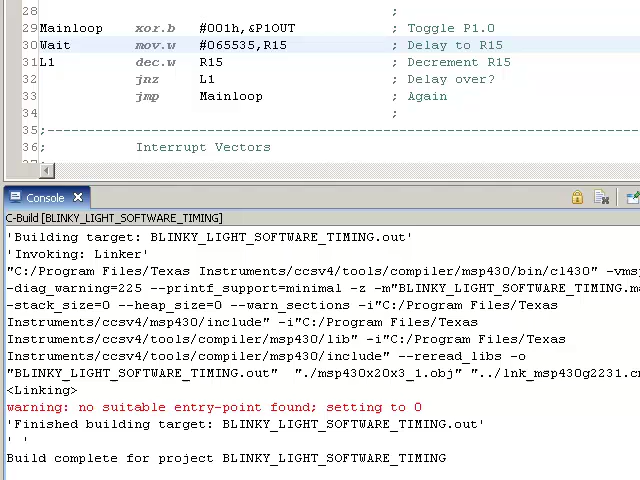 28 ;
29 Mainloop xor.b #001h,&P1OUT ; Toggle P1.0
30 Wait mov.w #065535,R15 ; Delay to R15
31 L1 dec.w R15 ; Decrement R15
32 jnz L1 ; Delay over?
33 jmp Mainloop ; Again
34 ;
35 ;------------------------------------------------------------
36 ; Interrupt Vectors
Console
C-Build [BLINKY_LIGHT_SOFTWARE_TIMING]
'Building target: BLINKY_LIGHT_SOFTWARE_TIMING.out'
'Invoking: Linker'
"C:/Program Files/Texas Instruments/ccsv4/tools/compiler/msp430/bin/cl430" -vmsp
-diag_warning=225 --printf_support=minimal -z -m"BLINKY_LIGHT_SOFTWARE_TIMING.ma
-stack_size=0 --heap_size=0 --warn_sections -i"C:/Program Files/Texas
Instruments/ccsv4/msp430/include" -i"C:/Program Files/Texas
Instruments/ccsv4/tools/compiler/msp430/lib" -i"C:/Program Files/Texas
Instruments/ccsv4/tools/compiler/msp430/include" --reread_libs -o
"BLINKY_LIGHT_SOFTWARE_TIMING.out" "./msp430x20x3_1.obj" "../lnk_msp430g2231.cm
<Linking>
warning: no suitable entry-point found; setting to 0
'Finished building target: BLINKY_LIGHT_SOFTWARE_TIMING.out'
' '
Build complete for project BLINKY_LIGHT_SOFTWARE_TIMING